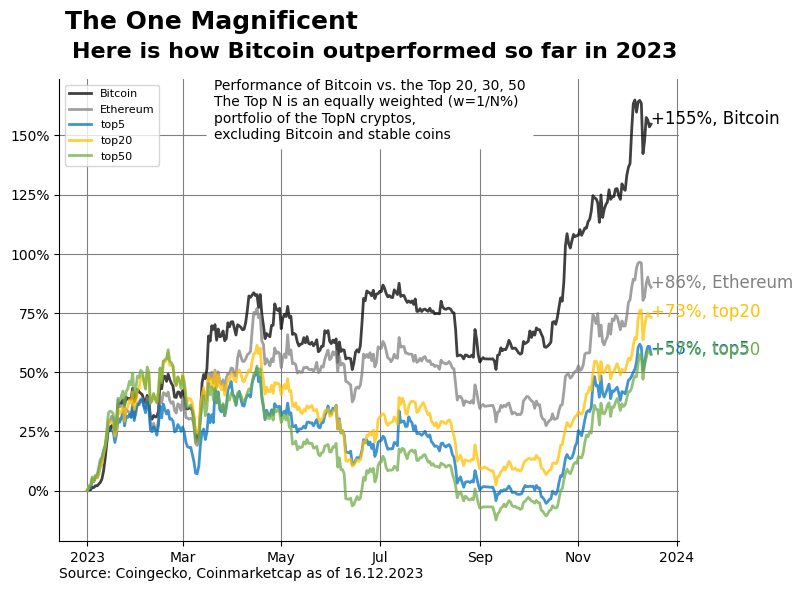 The One Magnificent
Here is how Bitcoin outperformed so far in 2023
Bitcoin
Ethereum
top5
top20
top50
Performance of Bitcoin vs. the Top 20, 30, 50
The Top N is an equally weighted (w=1/N%)
portfolio of the TopN cryptos,
excluding Bitcoin and stable coins
150%
125%
100%
75%
50%
25%
0%
+155%, Bitcoin
+86%, Ethereum
+73%, top20
top50
2023 Mar May Jul Sep Nov 2024
Source: Coingecko, Coinmarketcap as of 16.12.2023